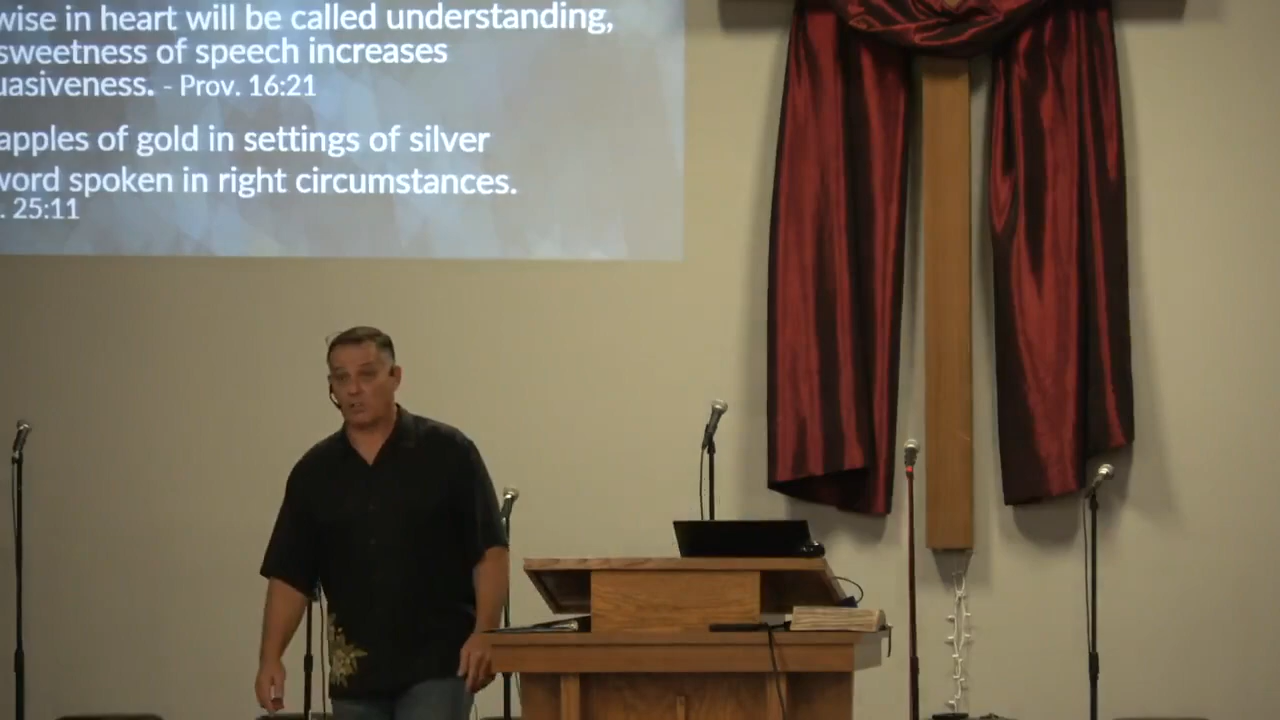 wise in heart will be called understanding,
sweetness of speech increases
uasiveness. - Prov. 16:21
apples of gold in settings of silver
word spoken in right circumstances.
. 25:11